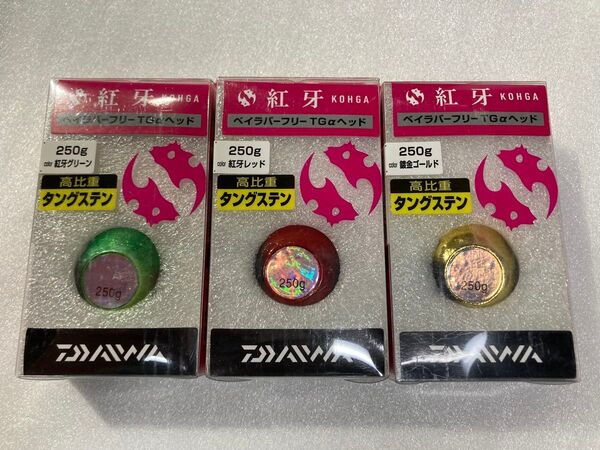 紅牙 KOHGA
ベイラバーフリーTGαヘッド
250g
color 紅牙グリーン
高比重
タングステン
250g
DAIWA
紅牙 KOHGA
ベイラバーフリーTGαヘッド
250g
color 紅牙レッド
高比重
タングステン
250g
DAIWA
紅牙 KOHGA
ベイラバーフリーTGαヘッド
250g
color 鍍金ゴールド
高比重
タングステン
250g
DAIWA